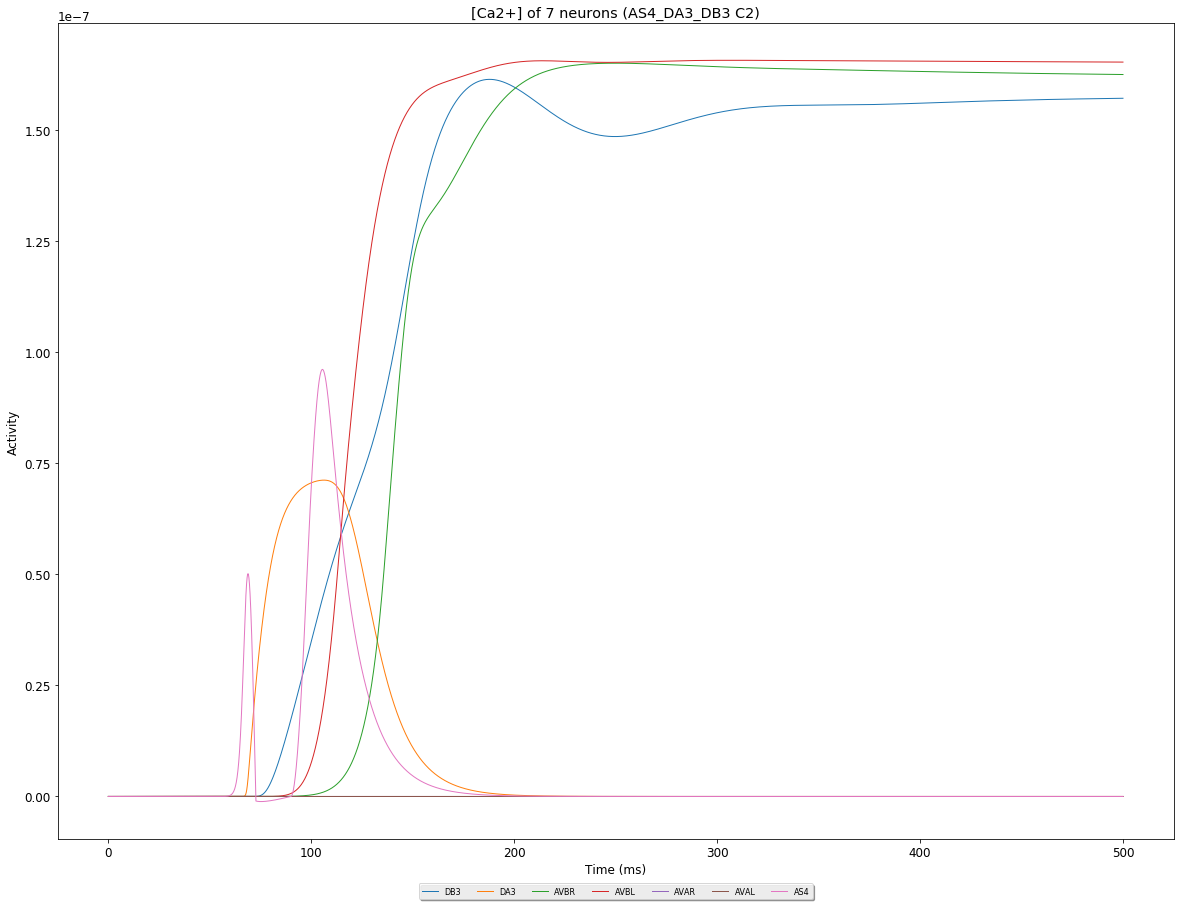 [Ca2+] of 7 neurons (AS4_DA3_DB3 C2)
1e−7
1.50
1.25
1.00
0.75
0.50
0.25
0.00
Activity
0 100 200 300 400 500
Time (ms)
DB3 DA3 AVBR AVBL AVAR AVAL AS4